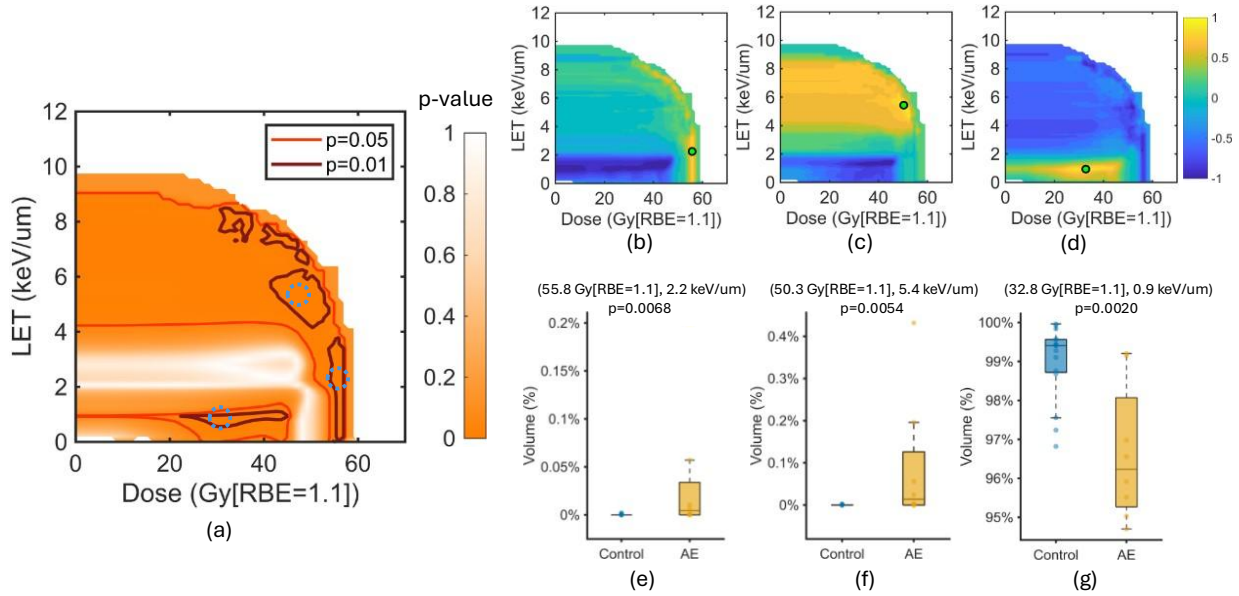 p-value
p=0.05
p=0.01
12
10
8
6
4
2
0
LET (keV/um)
0 20 40 60
Dose (Gy[RBE=1.1])
1
0.8
0.6
0.4
0.2
0
(a)
12
10
8
6
4
2
0
LET (keV/um)
0 20 40 60
Dose (Gy[RBE=1.1])
(b)
12
10
8
6
4
2
0
LET (keV/um)
0 20 40 60
Dose (Gy[RBE=1.1])
(c)
12
10
8
6
4
2
0
LET (keV/um)
0 20 40 60
Dose (Gy[RBE=1.1])
(d)
1
0.5
0
-0.5
-1
(55.8 Gy[RBE=1.1], 2.2 keV/um)
p=0.0068
0.2%
0.15%
0.1%
0.05%
0%
Volume (%)
Control AE
(e)
(50.3 Gy[RBE=1.1], 5.4 keV/um)
p=0.0054
0.4%
0.3%
0.2%
0.1%
0%
Volume (%)
Control AE
(f)
(32.8 Gy[RBE=1.1], 0.9 keV/um)
p=0.0020
100%
99%
98%
97%
96%
95%
Volume (%)
Control AE
(g)